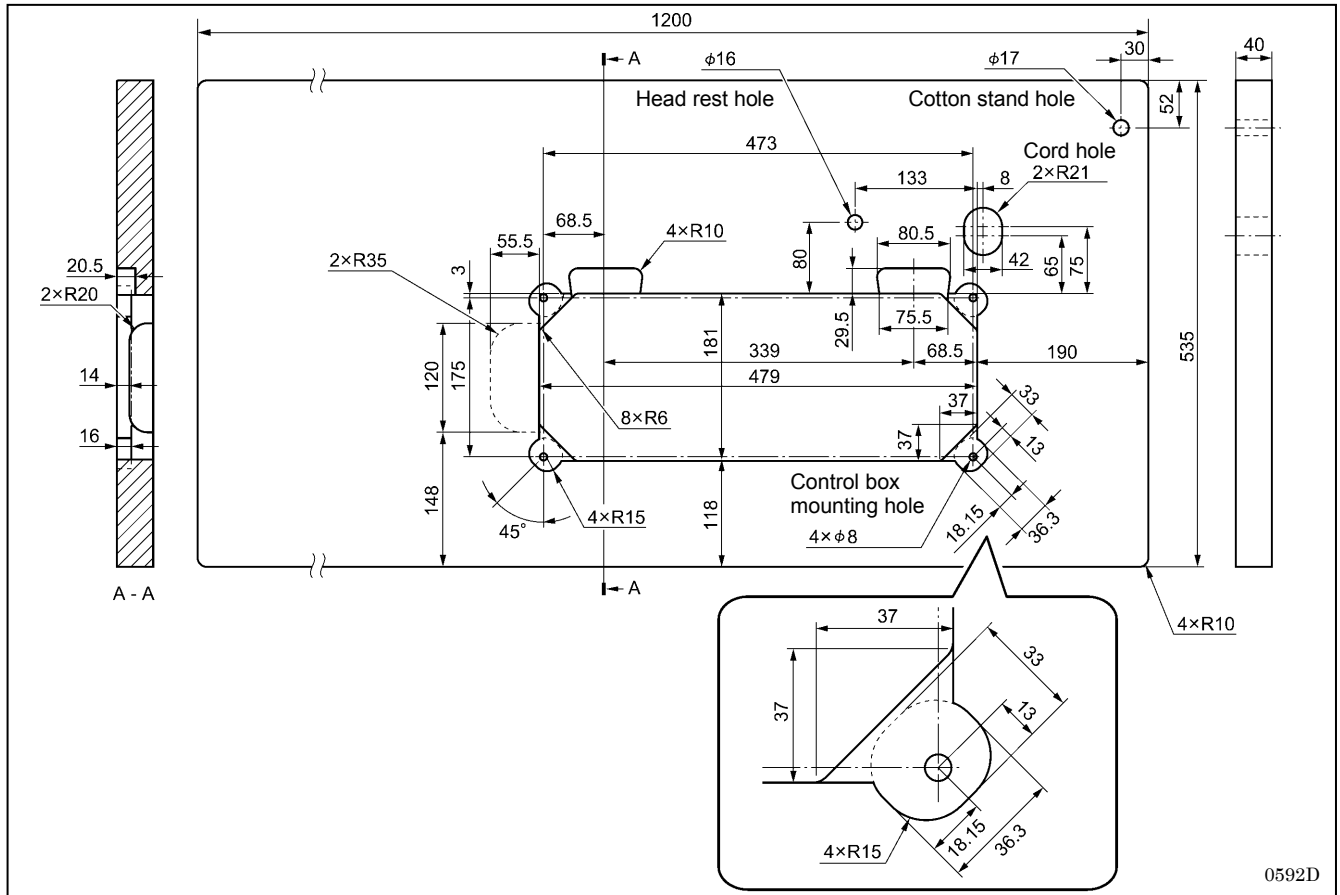 1200
A
φ16
φ17
30
40
Head rest hole
Cotton stand hole
52
473
Cord hole
2×R21
133
8
68.5
4×R10
80.5
55.5
80
42
65
75
20.5
2×R35
3
2×R20
29.5
75.5
181
339
68.5
190
535
14
120
175
479
37
33
16
8×R6
37
13
148
118
Control box
mounting hole
45°
4×R15
4×φ8
18.15
36.3
A
A - A
4×R10
37
33
37
13
18.15
36.3
4×R15
0592D